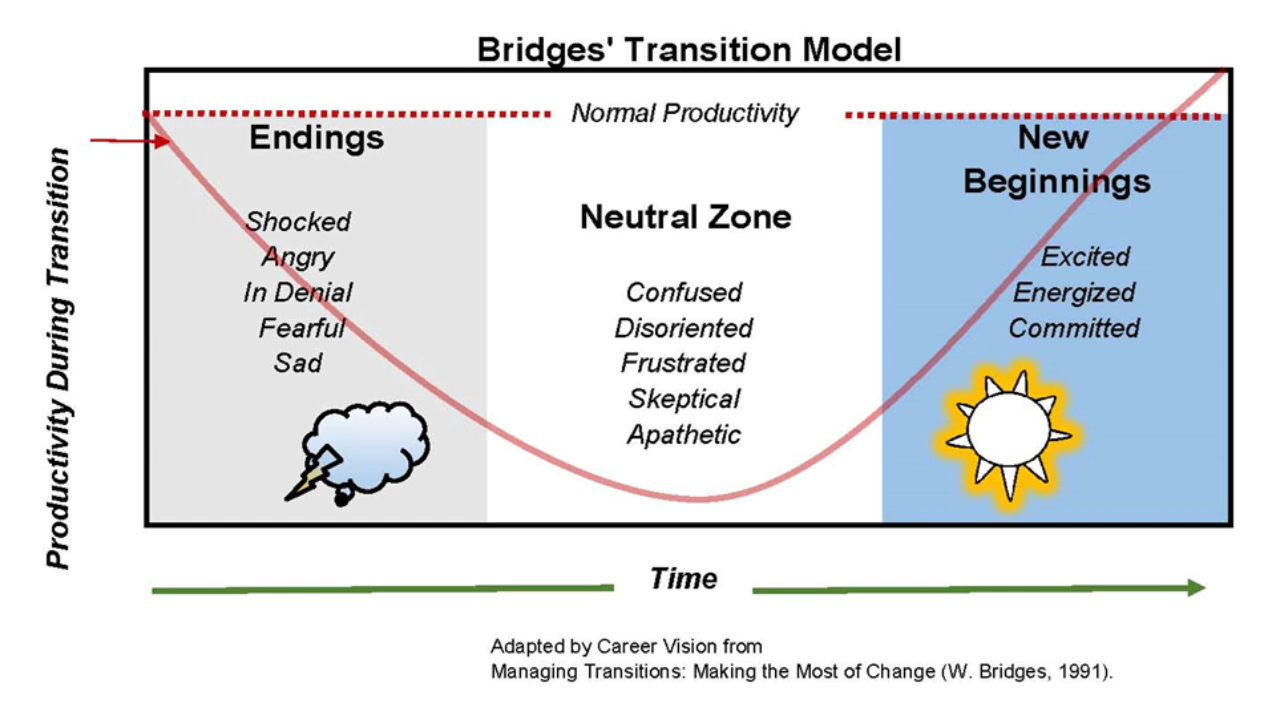 Bridges' Transition Model
Normal Productivity
Productivity During Transition
Endings
Shocked
Angry
In Denial
Fearful
Sad
Neutral Zone
Confused
Disoriented
Frustrated
Skeptical
Apathetic
New
Beginnings
Excited
Energized
Committed
Time
Adapted by Career Vision from
Managing Transitions: Making the Most of Change (W. Bridges, 1991).